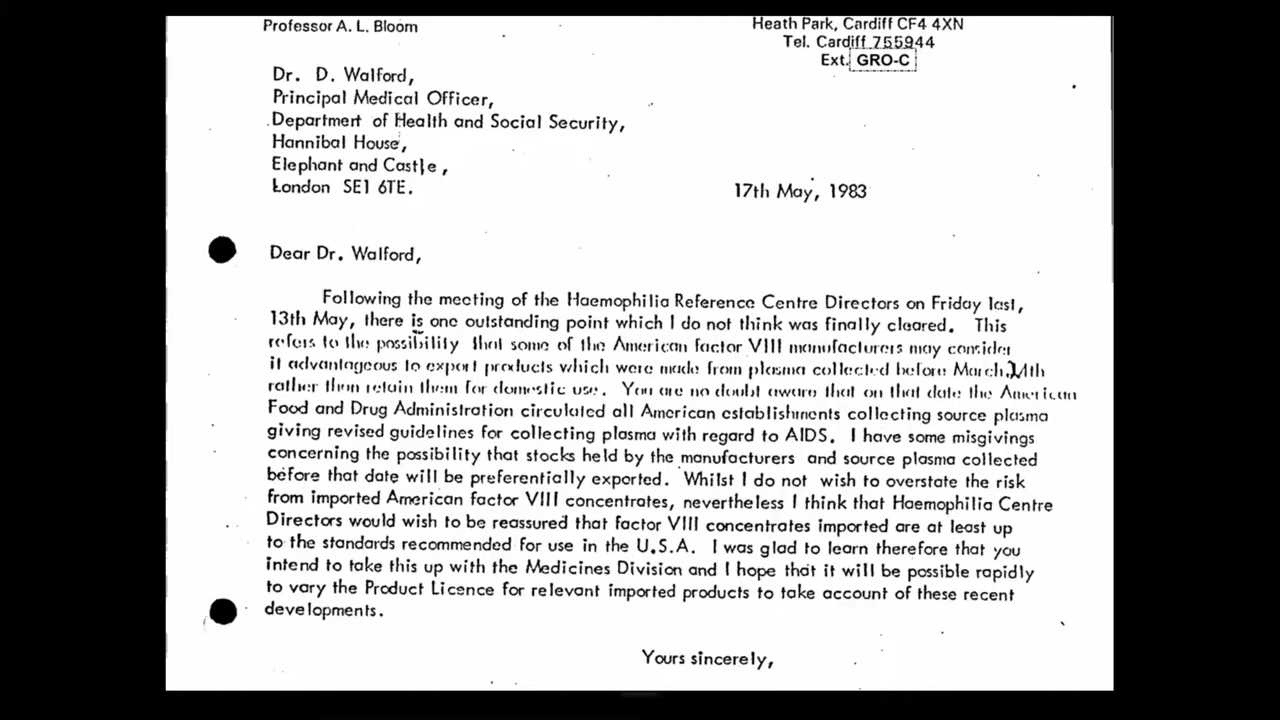 Professor A. L. Bloom
Heath Park, Cardiff CF4 4XN
Tel. Cardiff 755944
Ext. GRO-C
Dr. D. Walford,
Principal Medical Officer,
Department of Health and Social Security,
Hannibal House,
Elephant and Castle,
London SE1 6TE.
17th May, 1983
Dear Dr. Walford,
Following the meeting of the Haemophilia Reference Centre Directors on Friday last,
13th May, there is one outstanding point which I do not think was finally cleared. This
refers to the possibility that some of the American factor VIII manufacturers may consider
it advantageous to export products which were made from plasma collected before March
rather than retain them for domestic use. You are no doubt aware that on that date the American
Food and Drug Administration circulated all American establishments collecting source plasma
giving revised guidelines for collecting plasma with regard to AIDS. I have some misgivings
concerning the possibility that stocks held by the manufacturers and source plasma collected
before that date will be preferentially exported. Whilst I do not wish to overstate the risk
from imported American factor VIII concentrates, nevertheless I think that Haemophilia Centre
Directors would wish to be reassured that factor VIII concentrates imported are at least up
to the standards recommended for use in the U.S.A. I was glad to learn therefore that you
intend to take this up with the Medicines Division and I hope that it will be possible rapidly
to vary the Product Licence for relevant imported products to take account of these recent
developments.
Yours sincerely,